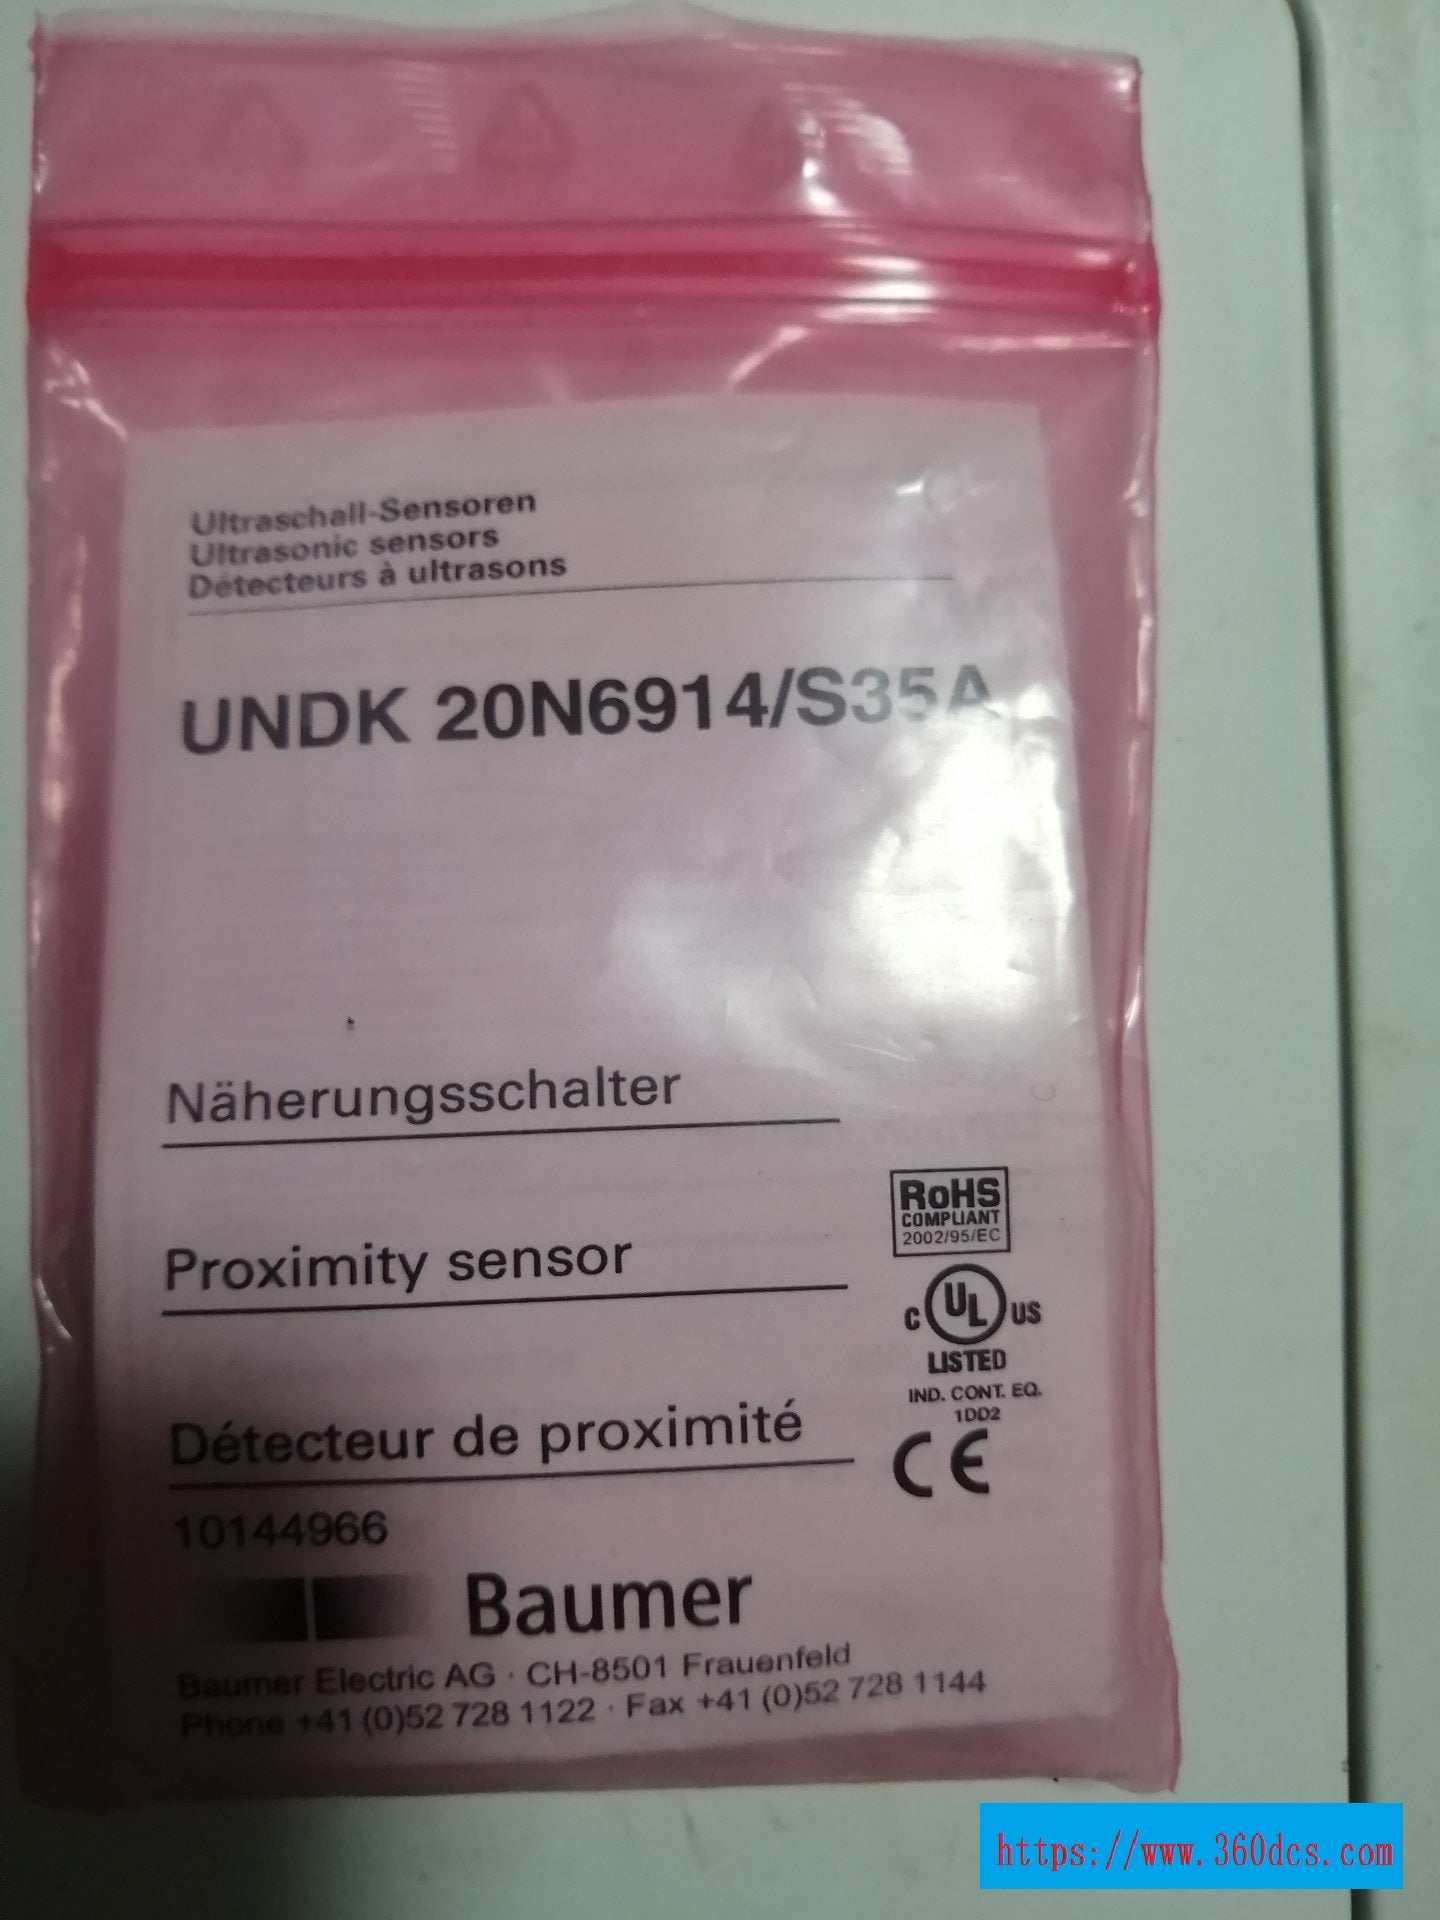 Ultraschall-Sensoren
Ultrasonic sensors
Détecteurs à ultrasons
UNDK 20N6914/S35A
Näherungsschalter
Proximity sensor
Détecteur de proximité
10144966
RoHS
COMPLIANT
2002/95/EC
C UL US
LISTED
IND. CONT. EQ.
1DD2
CE
Baumer
Baumer Electric AG · CH-8501 Frauenfeld
Phone +41 (0)52 728 1122 · Fax +41 (0)52 728 1144
https://www.360dcs.com